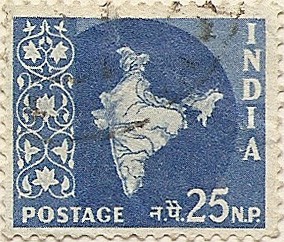 INDIA
POSTAGE न.पै. 25 N.P.